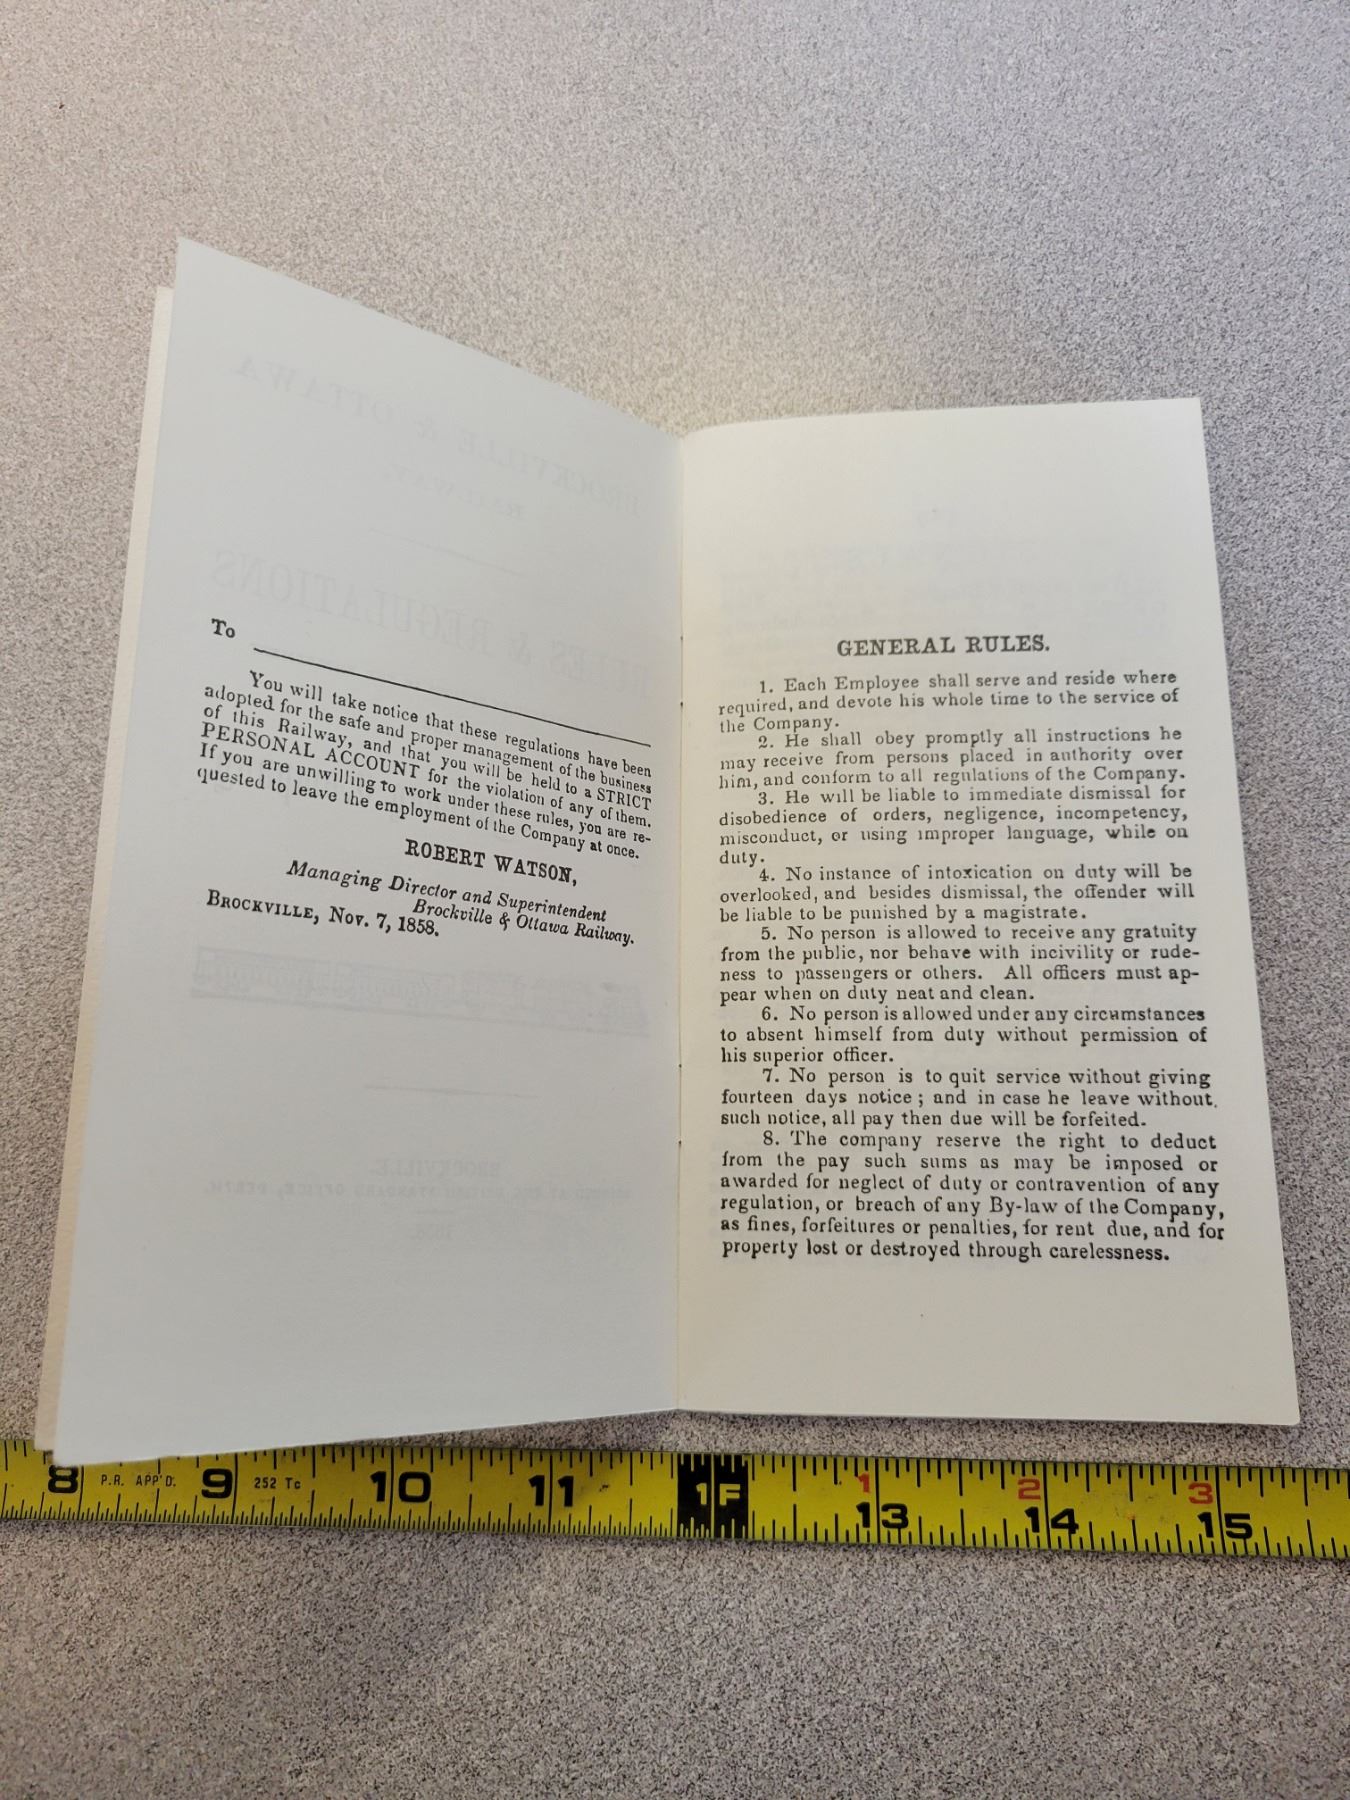 To
You will take notice that these regulations have been
adopted for the safe and proper management of the business
of this Railway, and that you will be held to a STRICT
PERSONAL ACCOUNT for the violation of any of them.
If you are unwilling to work under these rules, you are re-
quested to leave the employment of the Company at once.
ROBERT WATSON,
Managing Director and Superintendent
Brockville & Ottawa Railway.
BROCKVILLE, Nov. 7, 1858.
GENERAL RULES.
1. Each Employee shall serve and reside where
required, and devote his whole time to the service of
the Company.
2. He shall obey promptly all instructions he
may receive from persons placed in authority over
him, and conform to all regulations of the Company.
3. He will be liable to immediate dismissal for
disobedience of orders, negligence, incompetency,
misconduct, or using improper language, while on
duty.
4. No instance of intoxication on duty will be
overlooked, and besides dismissal, the offender will
be liable to be punished by a magistrate.
5. No person is allowed to receive any gratuity
from the public, nor behave with incivility or rude-
ness to passengers or others. All officers must ap-
pear when on duty neat and clean.
6. No person is allowed under any circumstances
to absent himself from duty without permission of
his superior officer.
7. No person is to quit service without giving
fourteen days notice ; and in case he leave without
such notice, all pay then due will be forfeited.
8. The company reserve the right to deduct
from the pay such sums as may be imposed or
awarded for neglect of duty or contravention of any
regulation, or breach of any By-law of the Company,
as fines, forfeitures or penalties, for rent due, and for
property lost or destroyed through carelessness.
8 P.R. APP'D. 9 252 Tc 10 11 1F 1 13 2 14 3 15